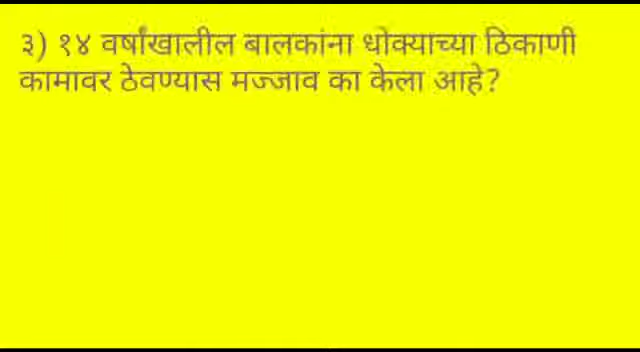 ३) १४ वर्षांखालील बालकांना धोक्याच्या ठिकाणी
कामावर ठेवण्यास मज्जाव का केला आहे?